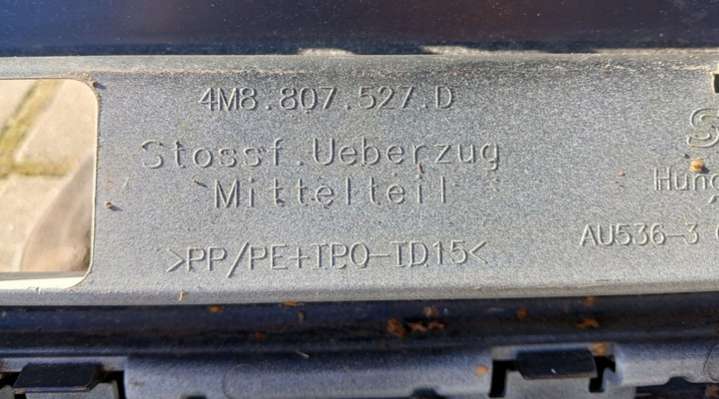 4M8.807.527.D
Stossf.Ueberzug
Mittelteil
>PP/PE+TPO-TD15<
AU536-3